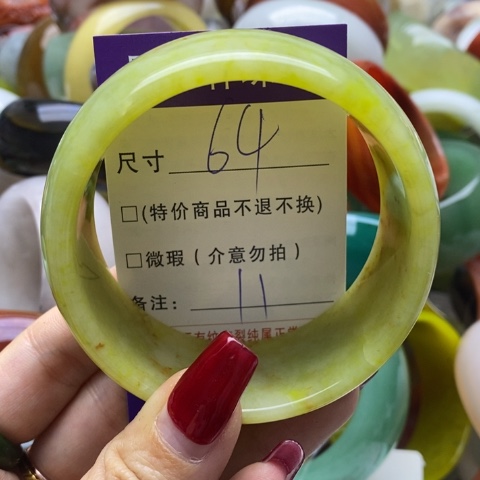 尺寸 64
□(特价商品不退不换)
□微瑕（介意勿拍）
备注： 11